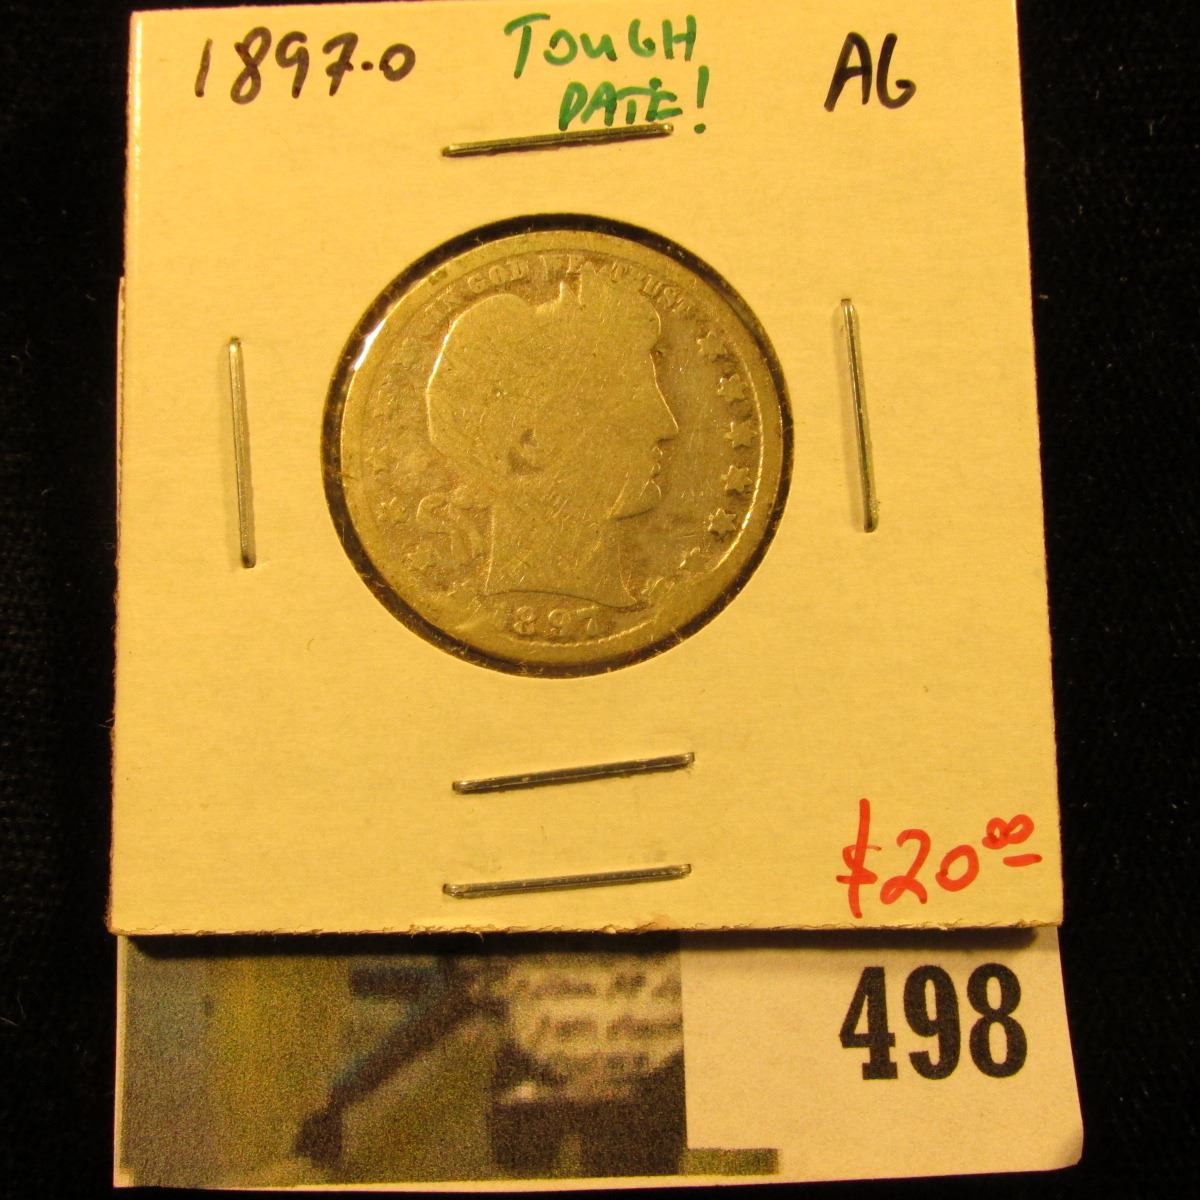 1897-O
TOUGH
DATE!
AG
IN GOD WE TRUST
1897
$20.00
498